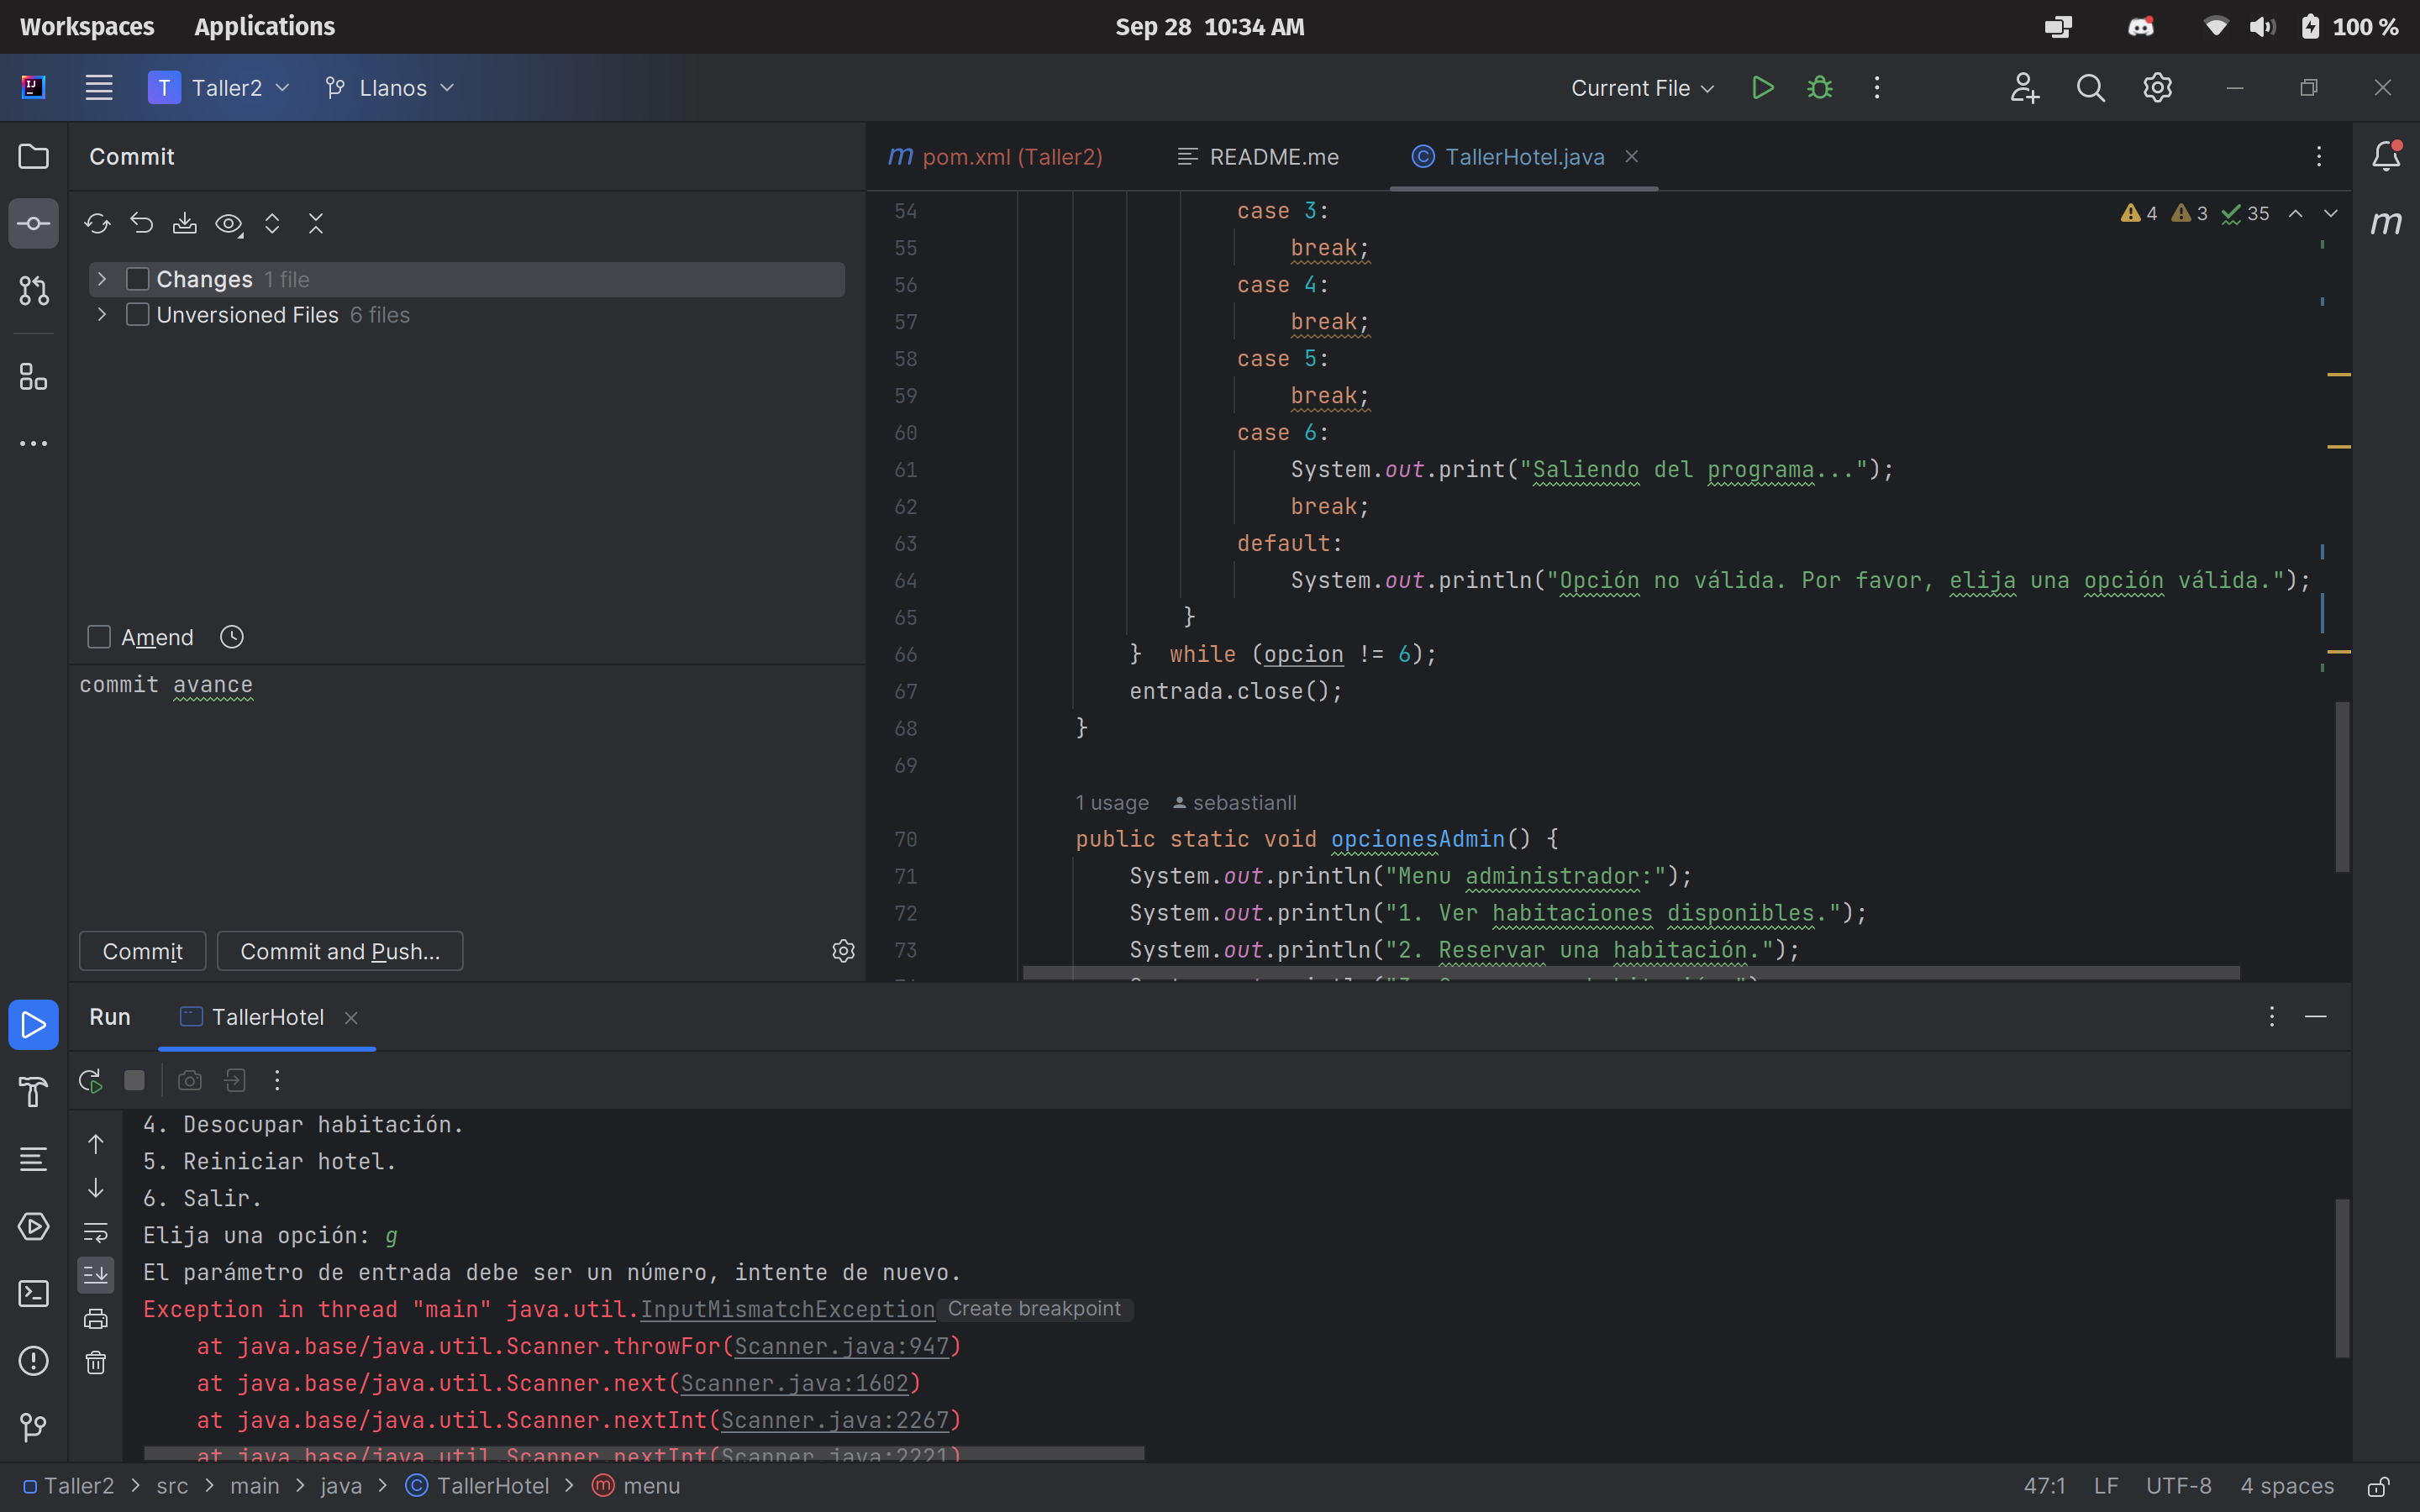 Workspaces Applications Sep 28 10:34 AM 100 %
T Taller2 Llanos Current File
Commit
Changes 1 file
Unversioned Files 6 files
Amend
commit avance
Commit Commit and Push...
m pom.xml (Taller2) README.me TallerHotel.java
4 3 35
54 case 3:
55 break;
56 case 4:
57 break;
58 case 5:
59 break;
60 case 6:
61 System.out.print("Saliendo del programa...");
62 break;
63 default:
64 System.out.println("Opción no válida. Por favor, elija una opción válida.");
65 }
66 } while (opcion != 6);
67 entrada.close();
68 }
69
1 usage sebastianll
70 public static void opcionesAdmin() {
71 System.out.println("Menu administrador:");
72 System.out.println("1. Ver habitaciones disponibles.");
73 System.out.println("2. Reservar una habitación.");
m
Run TallerHotel
4. Desocupar habitación.
5. Reiniciar hotel.
6. Salir.
Elija una opción: g
El parámetro de entrada debe ser un número, intente de nuevo.
Exception in thread "main" java.util.InputMismatchException Create breakpoint
at java.base/java.util.Scanner.throwFor(Scanner.java:947)
at java.base/java.util.Scanner.next(Scanner.java:1602)
at java.base/java.util.Scanner.nextInt(Scanner.java:2267)
at java.base/java.util.Scanner.nextInt(Scanner.java:2221)
Taller2 > src > main > java > TallerHotel > menu 47:1 LF UTF-8 4 spaces